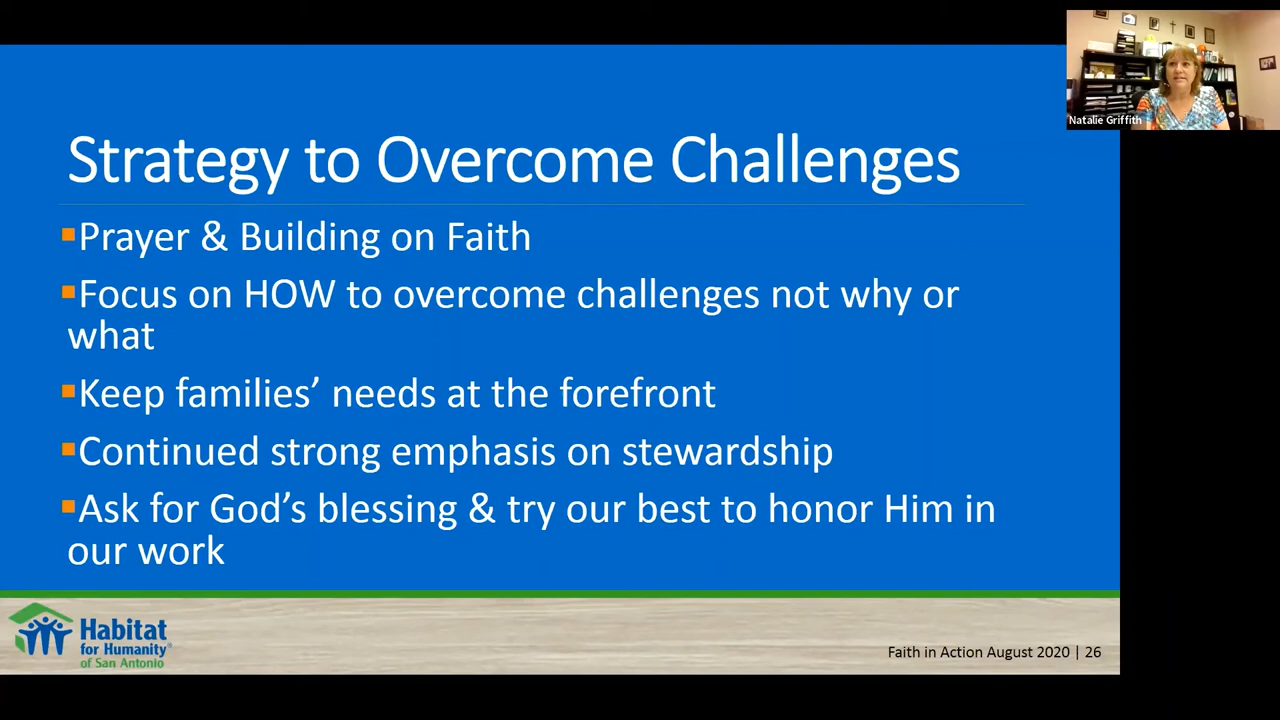 Natalie Griffith
Strategy to Overcome Challenges
▪Prayer & Building on Faith
▪Focus on HOW to overcome challenges not why or
what
▪Keep families’ needs at the forefront
▪Continued strong emphasis on stewardship
▪Ask for God’s blessing & try our best to honor Him in
our work
Habitat
for Humanity®
of San Antonio
Faith in Action August 2020 | 26